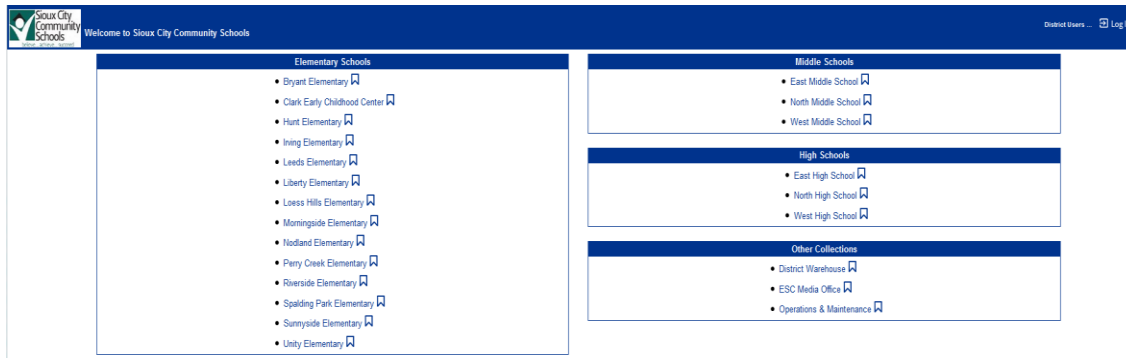 Sioux City
Community
Schools
Welcome to Sioux City Community Schools
District Users ...
Elementary Schools
Bryant Elementary
Clark Early Childhood Center
Hunt Elementary
Irving Elementary
Leeds Elementary
Liberty Elementary
Loess Hills Elementary
Morningside Elementary
Nodland Elementary
Perry Creek Elementary
Riverside Elementary
Spalding Park Elementary
Sunnyside Elementary
Unity Elementary
Middle Schools
East Middle School
North Middle School
West Middle School
High Schools
East High School
North High School
West High School
Other Collections
District Warehouse
ESC Media Office
Operations & Maintenance